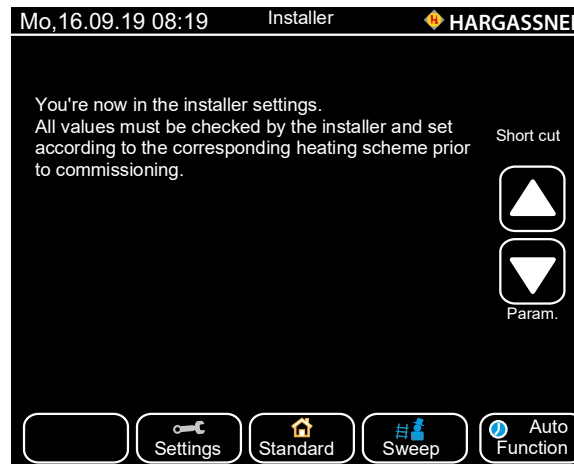 Mo,16.09.19 08:19 Installer HARGASSNE
You're now in the installer settings.
All values must be checked by the installer and set
according to the corresponding heating scheme prior
to commissioning.
Short cut
Param.
Settings
Standard
Sweep
Auto
Function